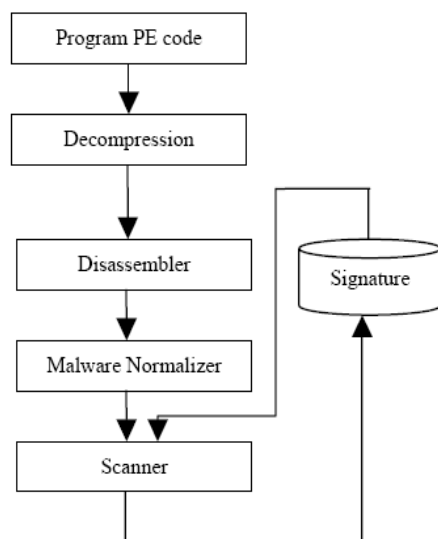 Program PE code
Decompression
Disassembler
Signature
Malware Normalizer
Scanner